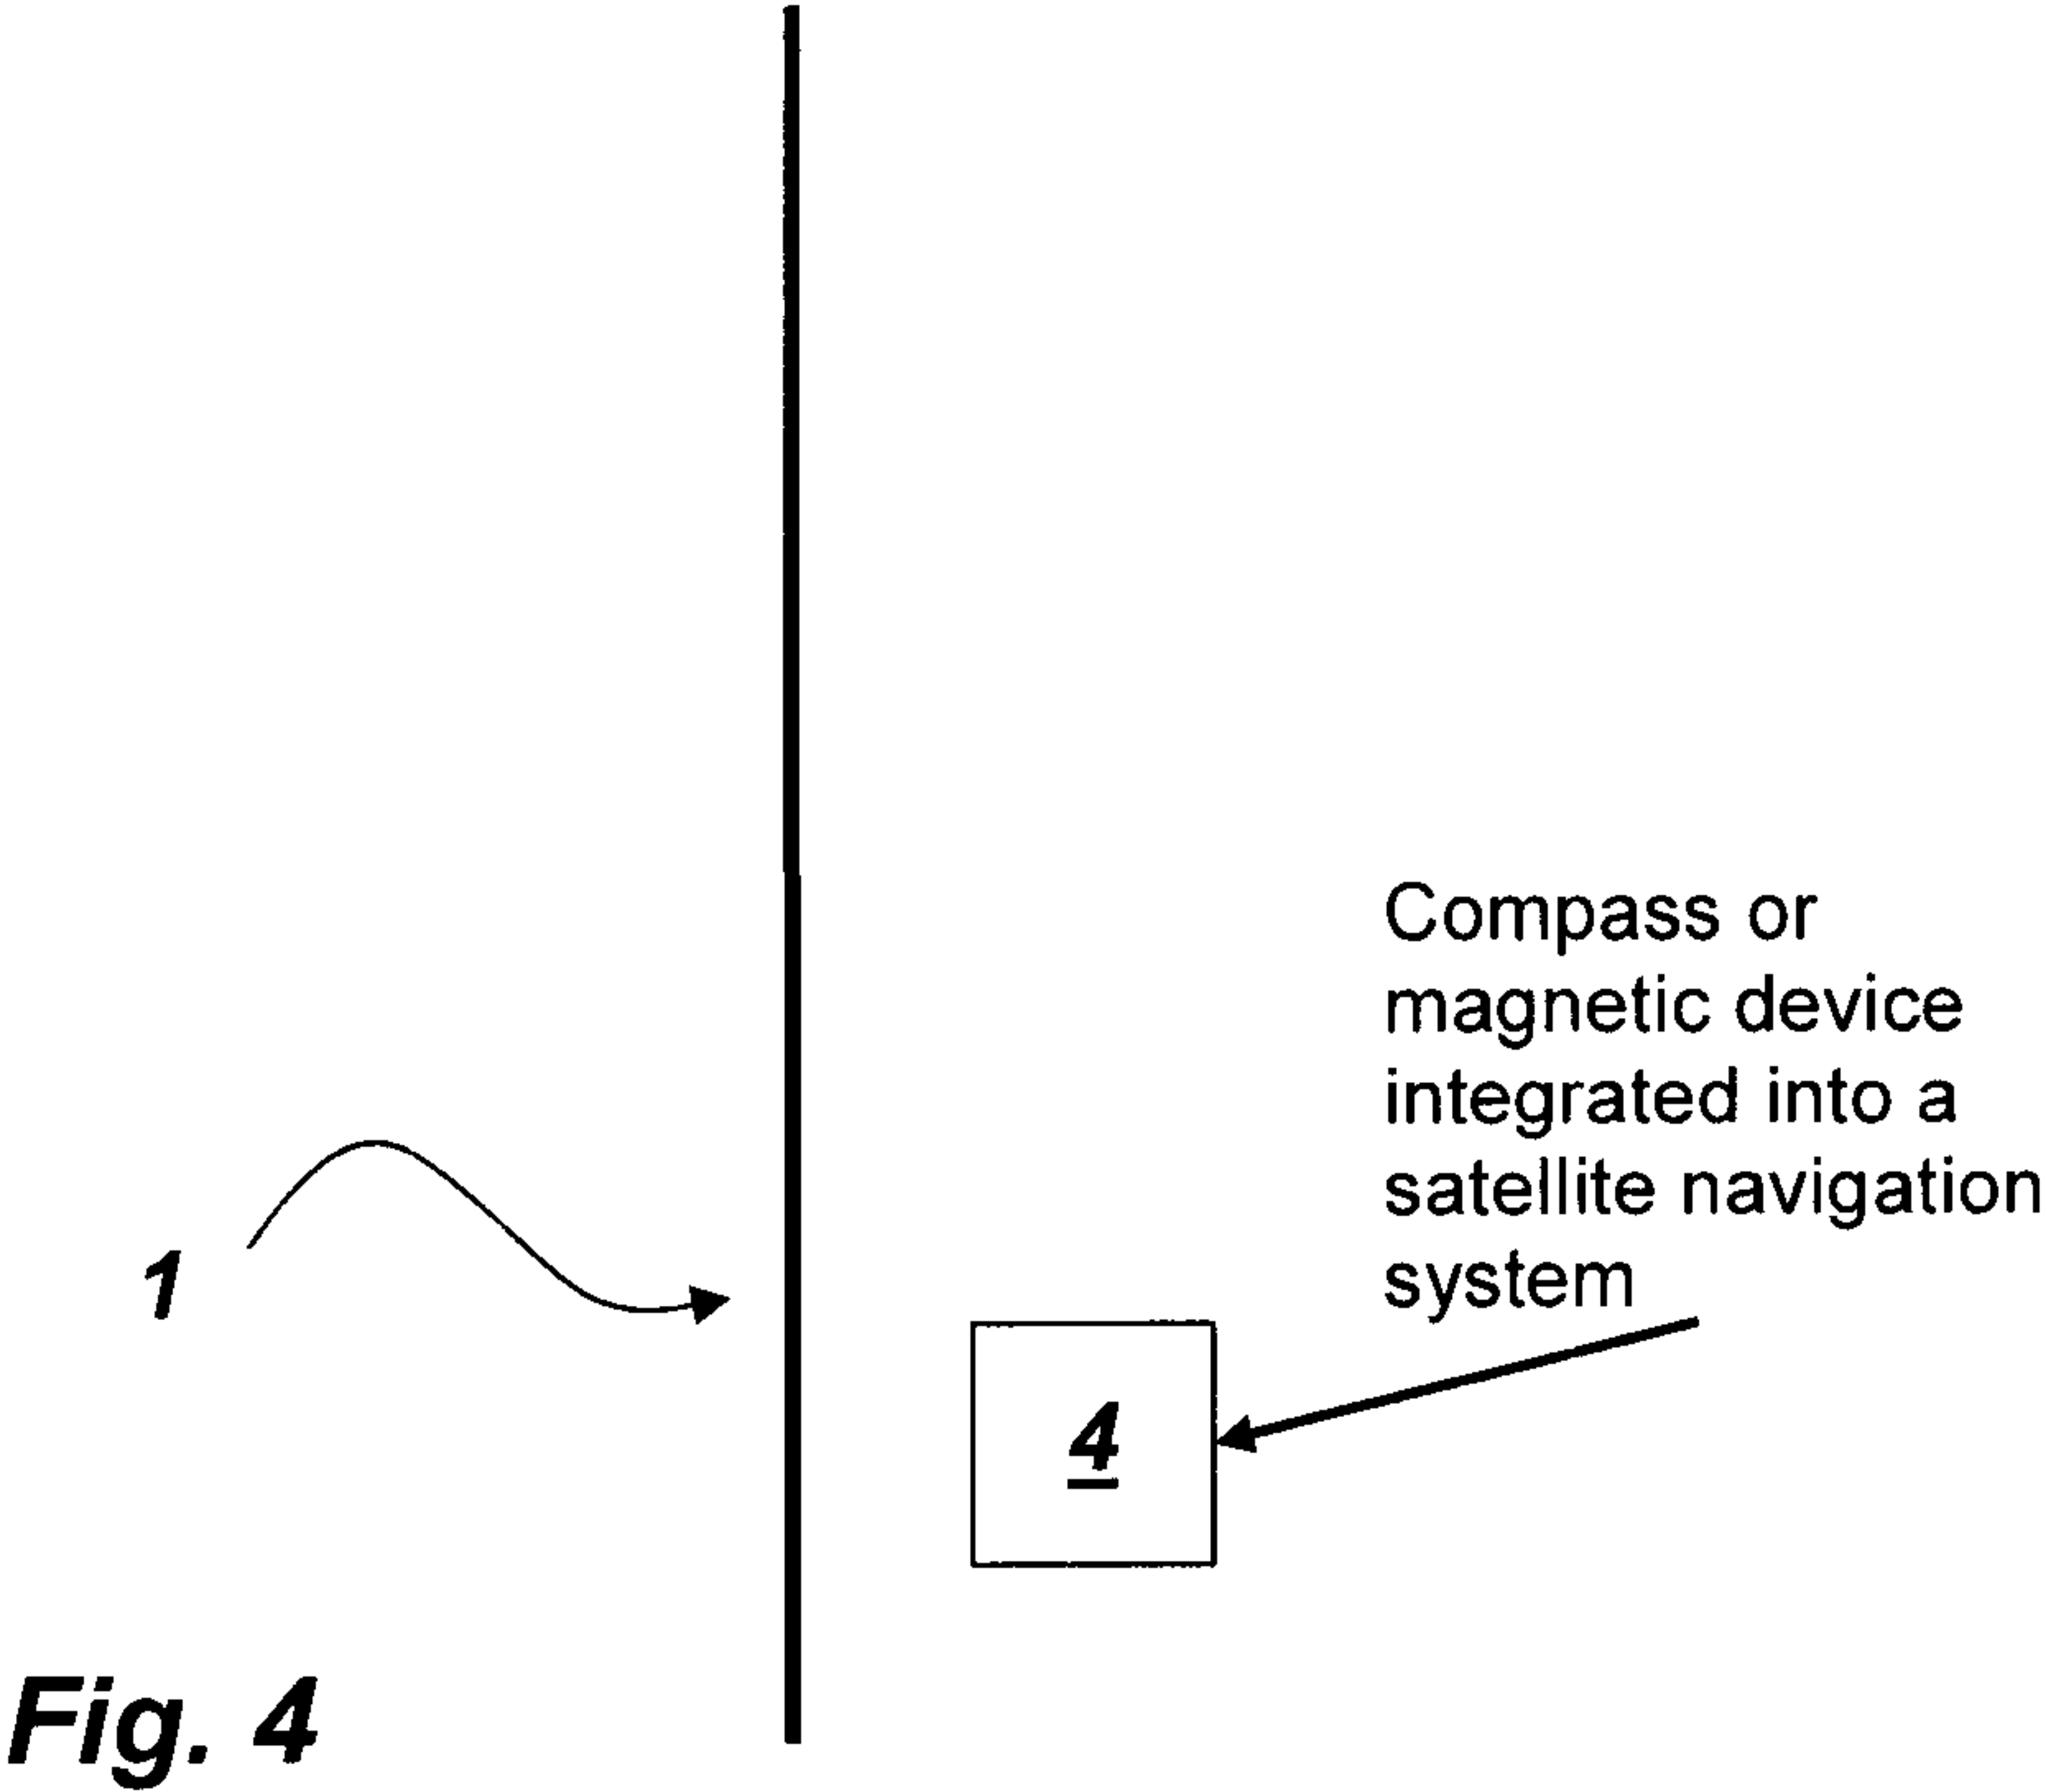 Compass or
magnetic device
integrated into a
satellite navigation
system
1
4
Fig. 4